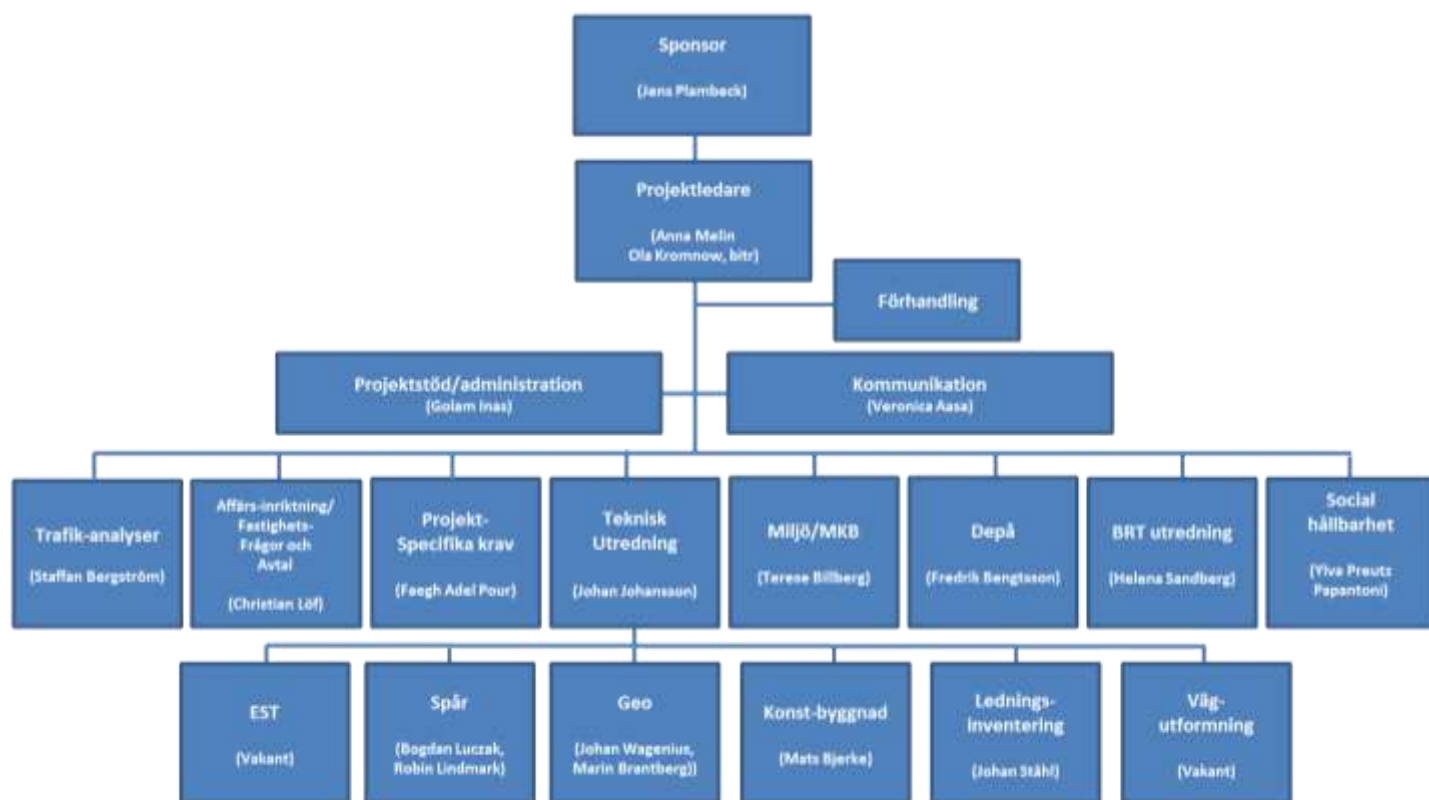 Sponsor
(Jens Plambeck)
Projektledare
(Anna Melin
Ola Kromnow, bitr)
Förhandling
Projektstöd/administration
(Golam Inas)
Kommunikation
(Veronica Aasa)
Trafik-analyser
(Staffan Bergström)
Affärs-inriktning/
Fastighets-
Frågor och
Avtal
(Christian Löf)
Projekt-
Specifika krav
(Feegh Adel Pour)
Teknisk
Utredning
(Johan Johansson)
Miljö/MKB
(Terese Billberg)
Depå
(Fredrik Bengtsson)
BRT utredning
(Helena Sandberg)
Social
hållbarhet
(Ylva Preutz
Papantoni)
EST
(Vakant)
Spår
(Bogdan Luczak,
Robin Lindmark)
Geo
(Johan Wagenius,
Marin Brantberg))
Konst-byggnad
(Mats Bjerke)
Lednings-
inventering
(Johan Ståhl)
Väg-
utformning
(Vakant)